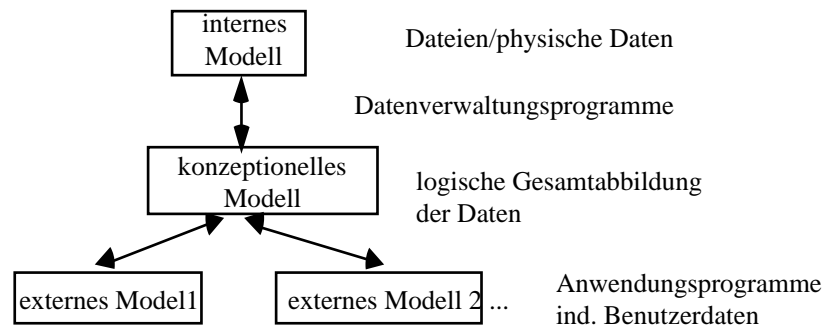 internes
Modell
Dateien/physische Daten
Datenverwaltungsprogramme
konzeptionelles
Modell
logische Gesamtabbildung
der Daten
externes Model1
externes Modell 2 ...
Anwendungsprogramme
ind. Benutzerdaten